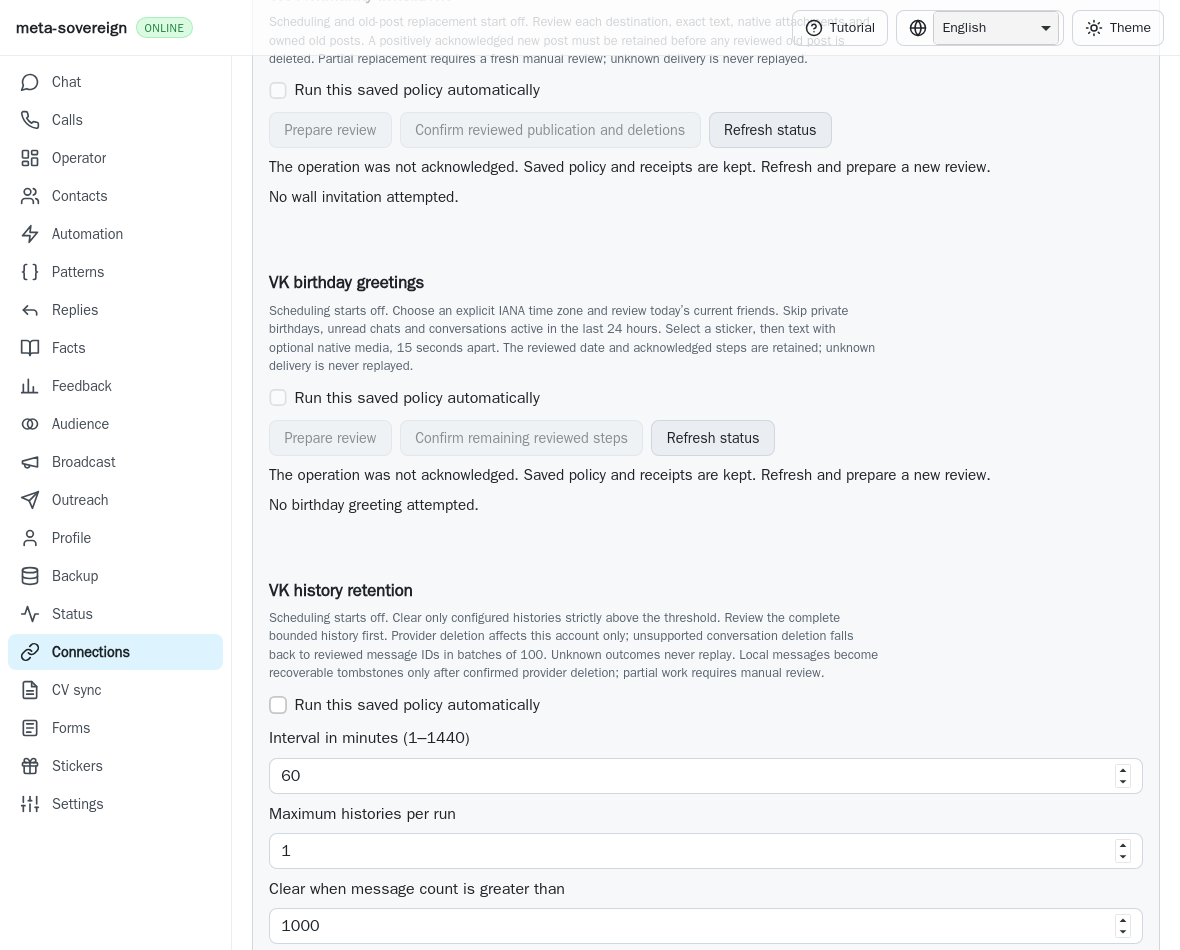 meta-sovereign
ONLINE
Tutorial
English
Theme
Chat
Calls
Operator
Contacts
Automation
Patterns
Replies
Facts
Feedback
Audience
Broadcast
Outreach
Profile
Backup
Status
Connections
CV sync
Forms
Stickers
Settings
Scheduling and old-post replacement start off. Review each destination, exact text, native attachments and
owned old posts. A positively acknowledged new post must be retained before any reviewed old post is
deleted. Partial replacement requires a fresh manual review; unknown delivery is never replayed.
Run this saved policy automatically
Prepare review
Confirm reviewed publication and deletions
Refresh status
The operation was not acknowledged. Saved policy and receipts are kept. Refresh and prepare a new review.
No wall invitation attempted.
VK birthday greetings
Scheduling starts off. Choose an explicit IANA time zone and review today’s current friends. Skip private
birthdays, unread chats and conversations active in the last 24 hours. Select a sticker, then text with
optional native media, 15 seconds apart. The reviewed date and acknowledged steps are retained; unknown
delivery is never replayed.
Run this saved policy automatically
Prepare review
Confirm remaining reviewed steps
Refresh status
The operation was not acknowledged. Saved policy and receipts are kept. Refresh and prepare a new review.
No birthday greeting attempted.
VK history retention
Scheduling starts off. Clear only configured histories strictly above the threshold. Review the complete
bounded history first. Provider deletion affects this account only; unsupported conversation deletion falls
back to reviewed message IDs in batches of 100. Unknown outcomes never replay. Local messages become
recoverable tombstones only after confirmed provider deletion; partial work requires manual review.
Run this saved policy automatically
Interval in minutes (1–1440)
60
Maximum histories per run
1
Clear when message count is greater than
1000